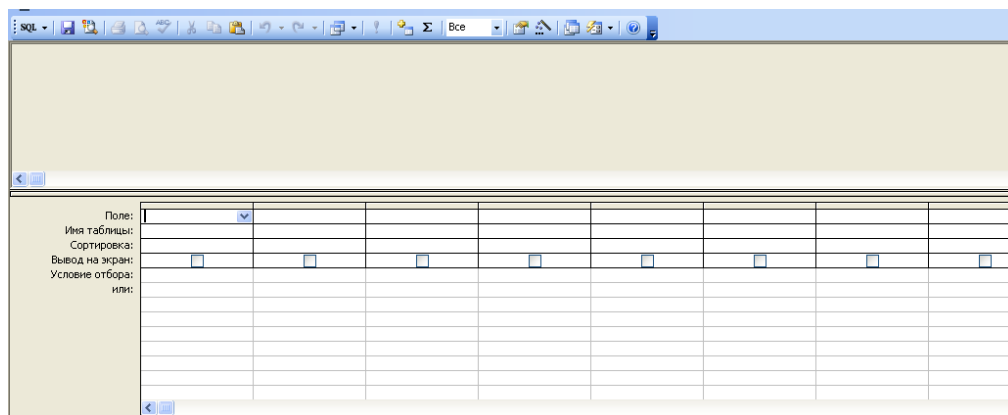 SQL Σ Все
Поле:
Имя таблицы:
Сортировка:
Вывод на экран:
Условие отбора:
или: